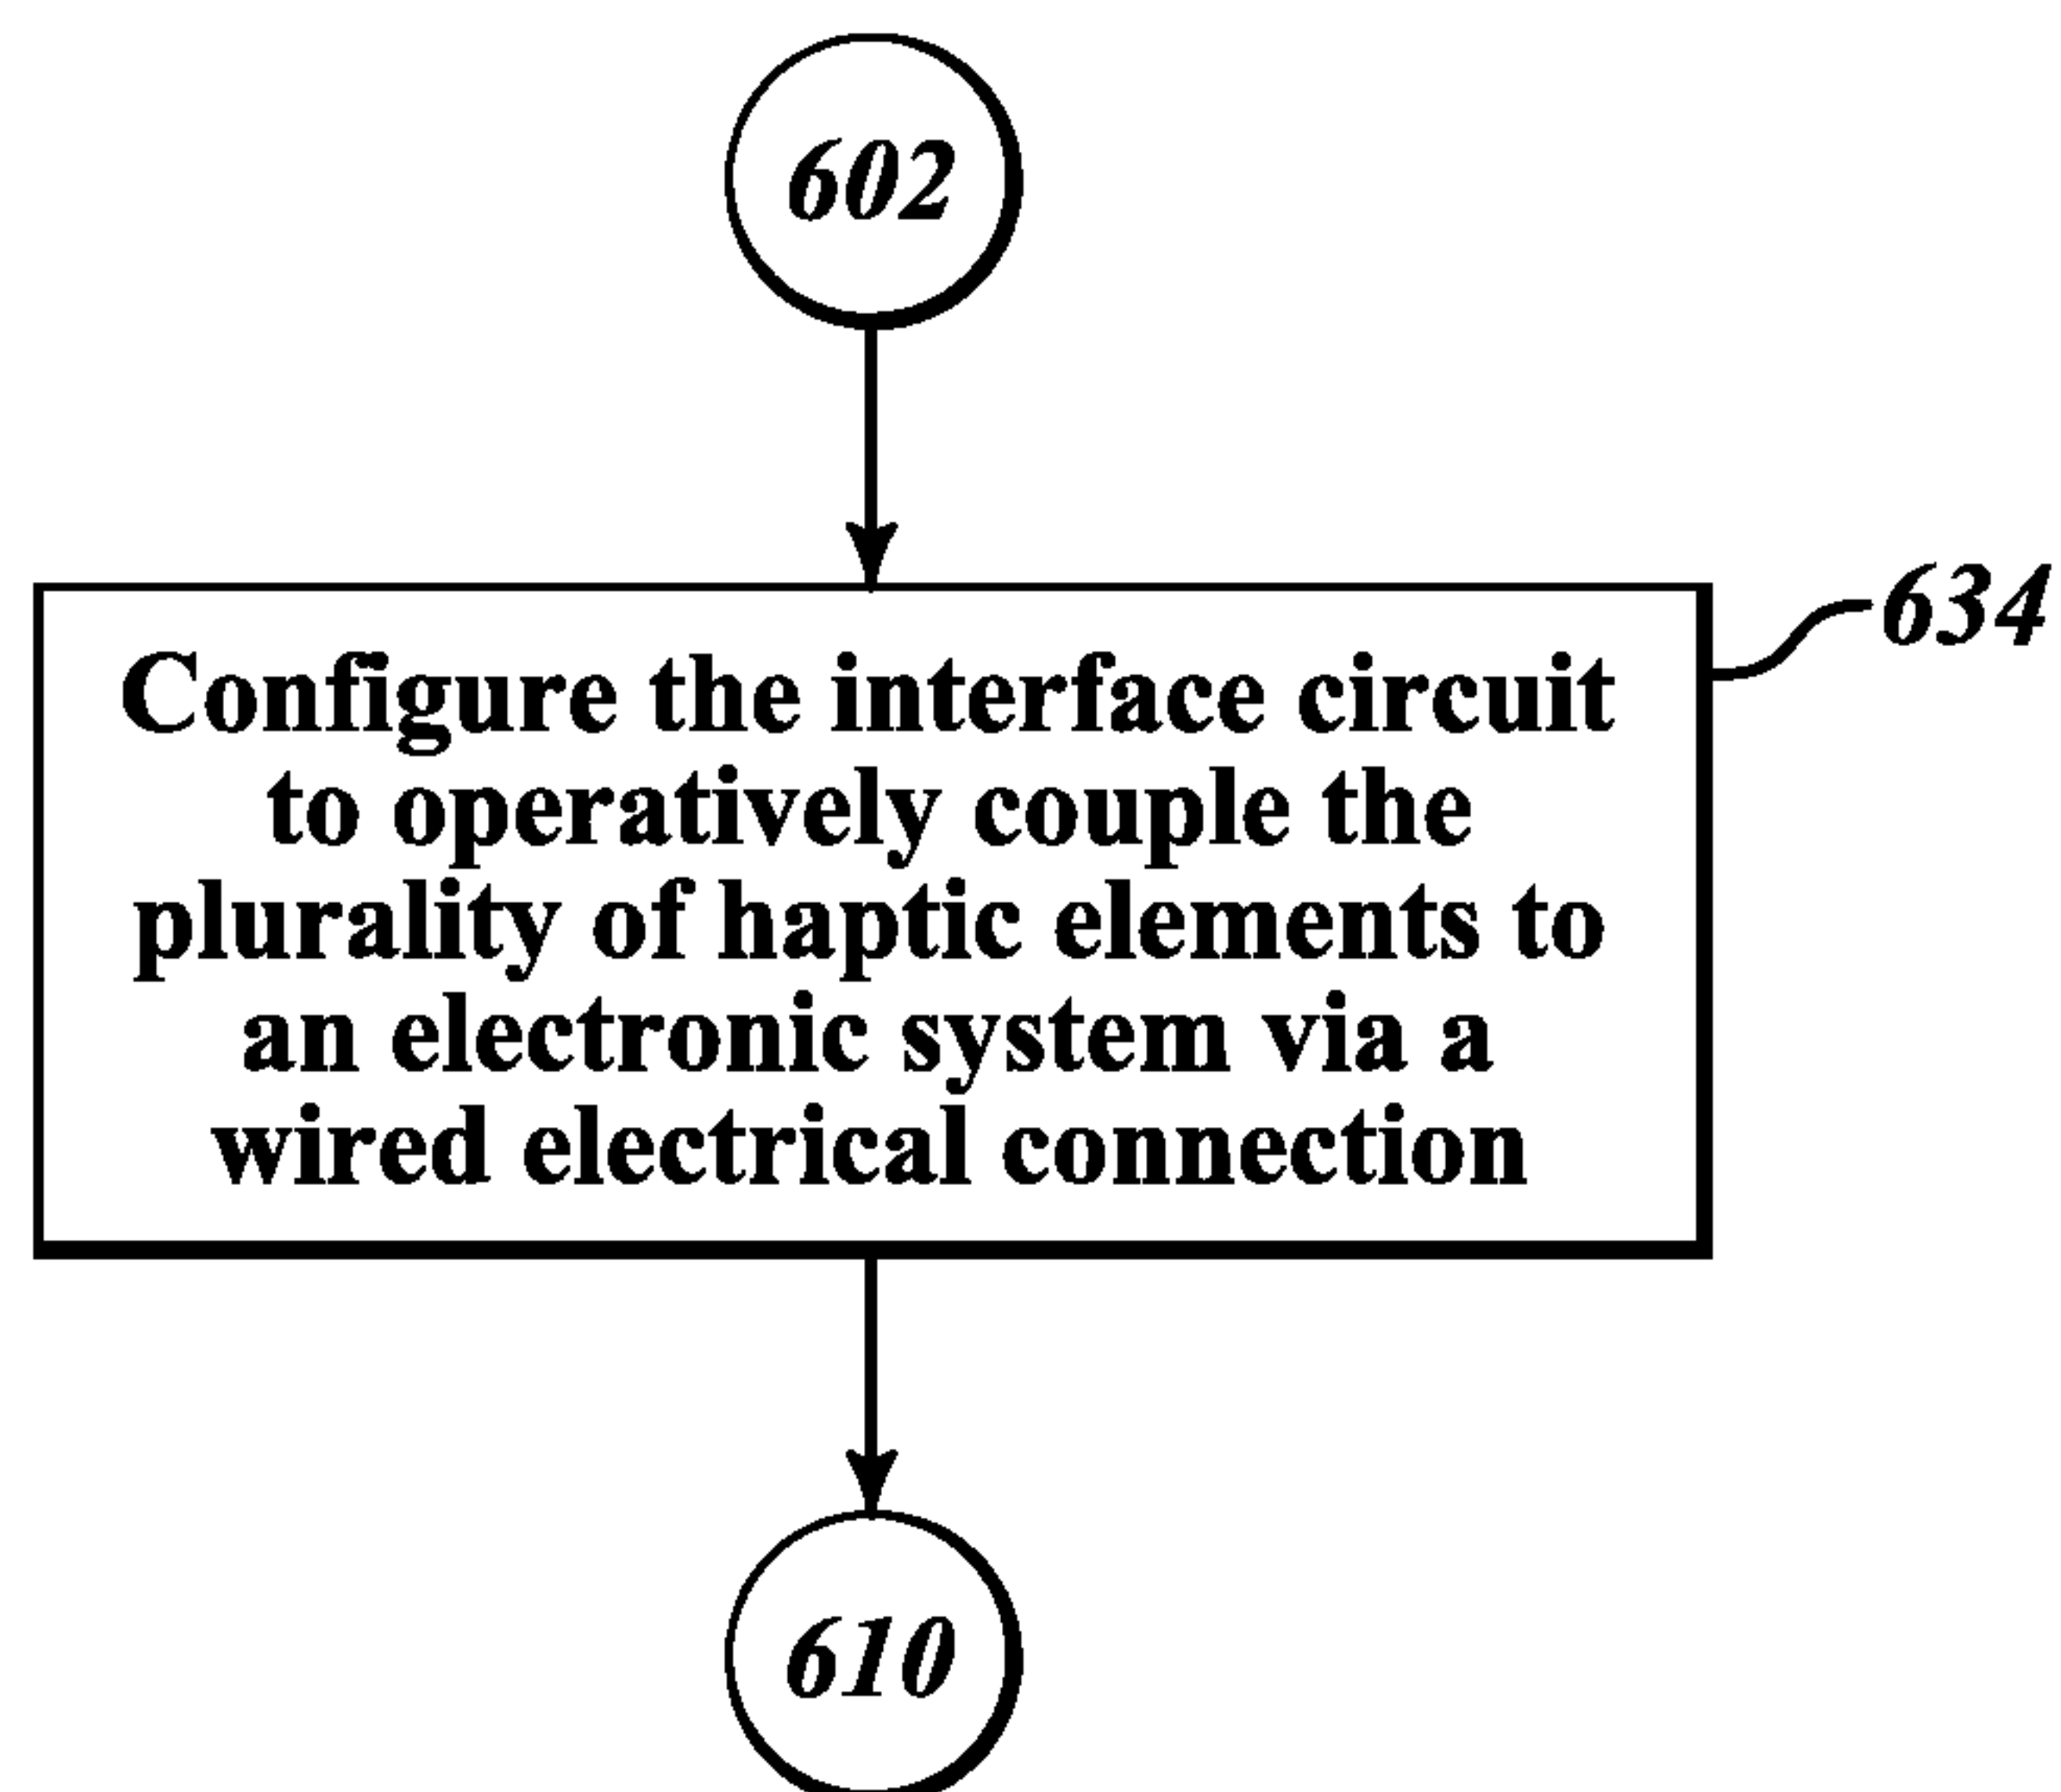 602
634
Configure the interface circuit
to operatively couple the
plurality of haptic elements to
an electronic system via a
wired electrical connection
610